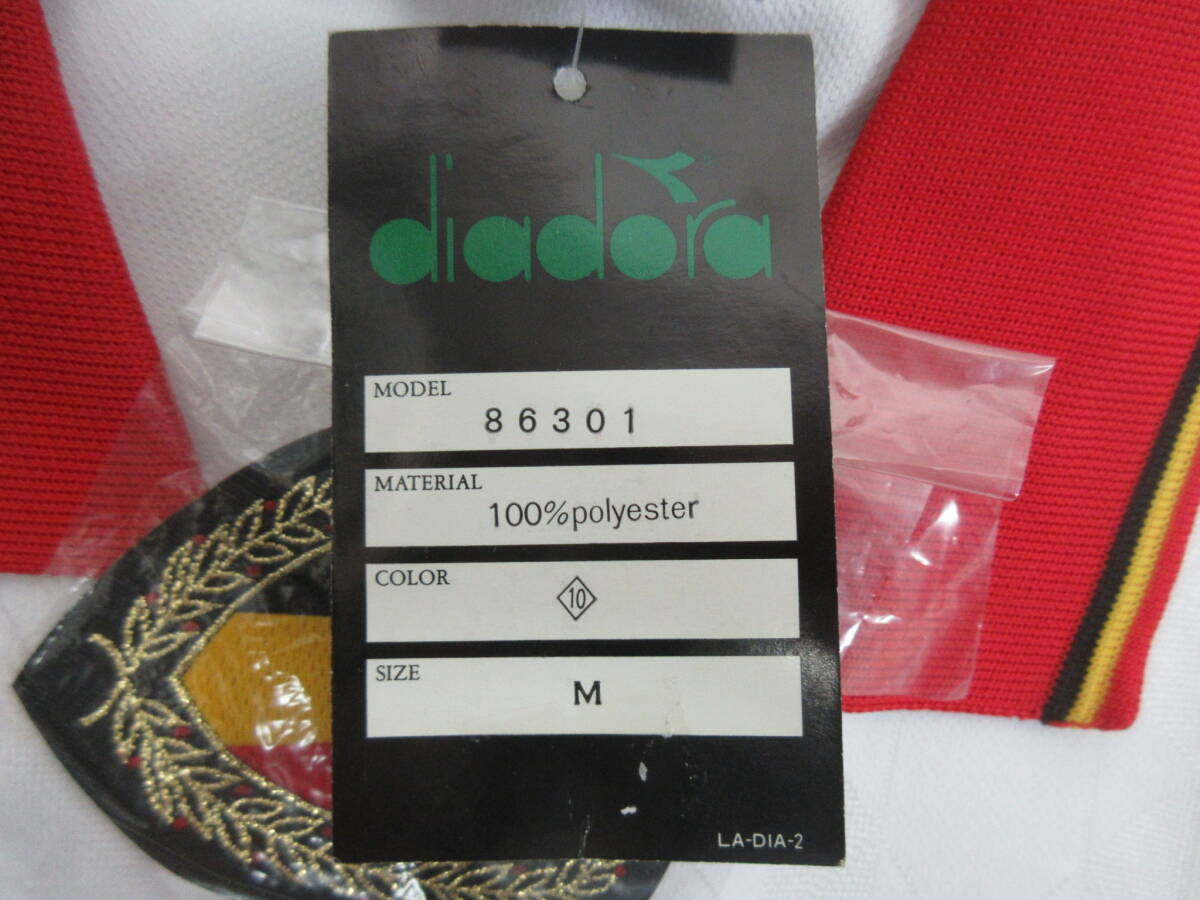 diadora
MODEL
86301
MATERIAL
100%polyester
COLOR
10
SIZE
M
LA-DIA-2